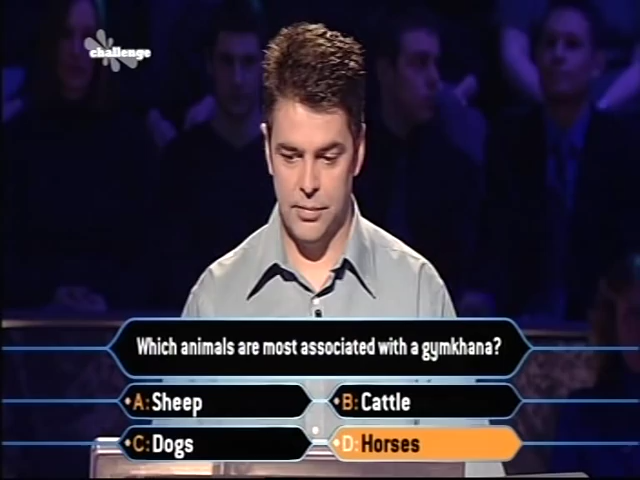 challenge
Which animals are most associated with a gymkhana?
A: Sheep
B: Cattle
C: Dogs
D: Horses